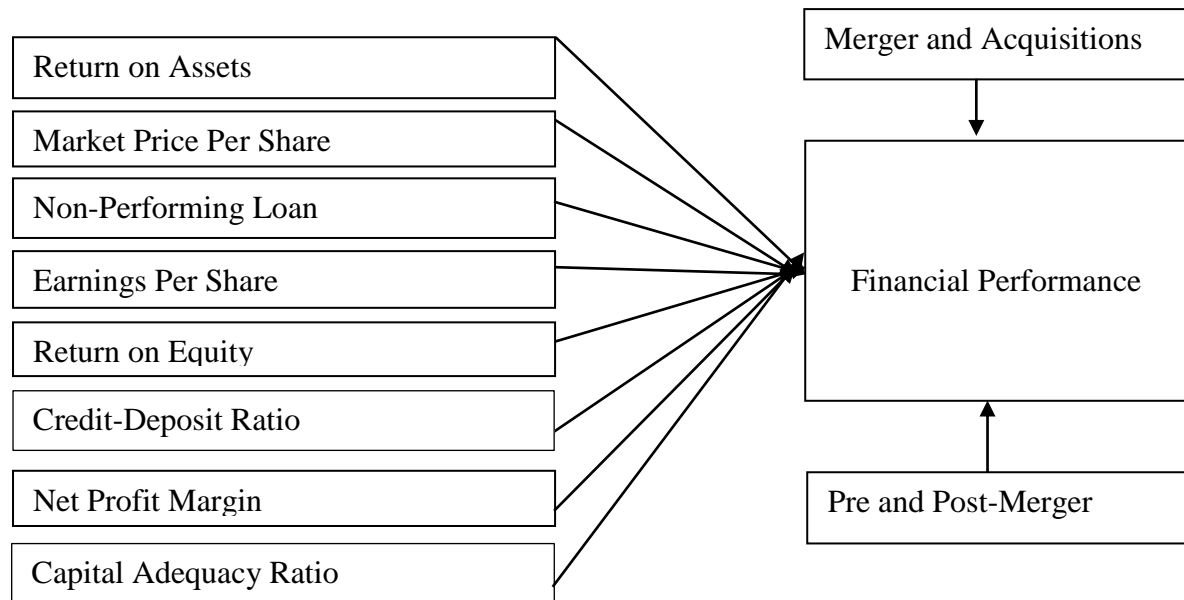 Return on Assets
Market Price Per Share
Non-Performing Loan
Earnings Per Share
Return on Equity
Credit-Deposit Ratio
Net Profit Margin
Capital Adequacy Ratio
Merger and Acquisitions
Financial Performance
Pre and Post-Merger